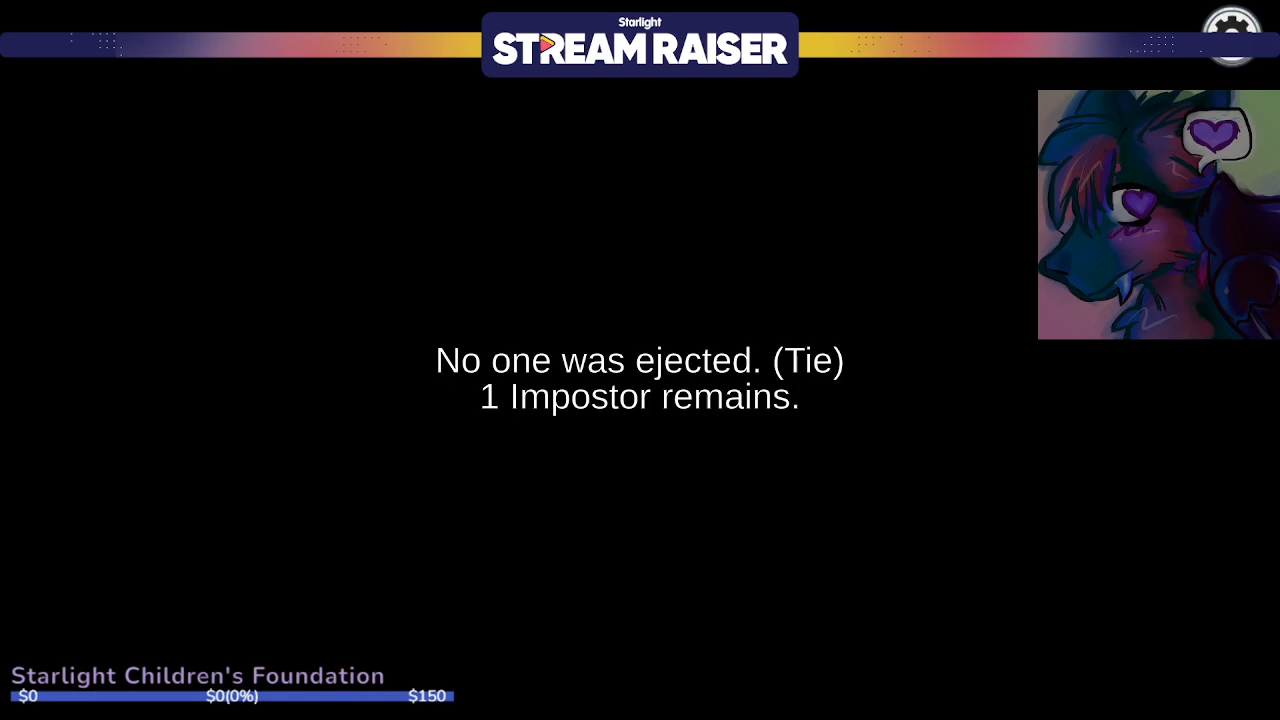 Starlight
STREAM RAISER
No one was ejected. (Tie)
1 Impostor remains.
Starlight Children's Foundation
$0 $0(0%) $150